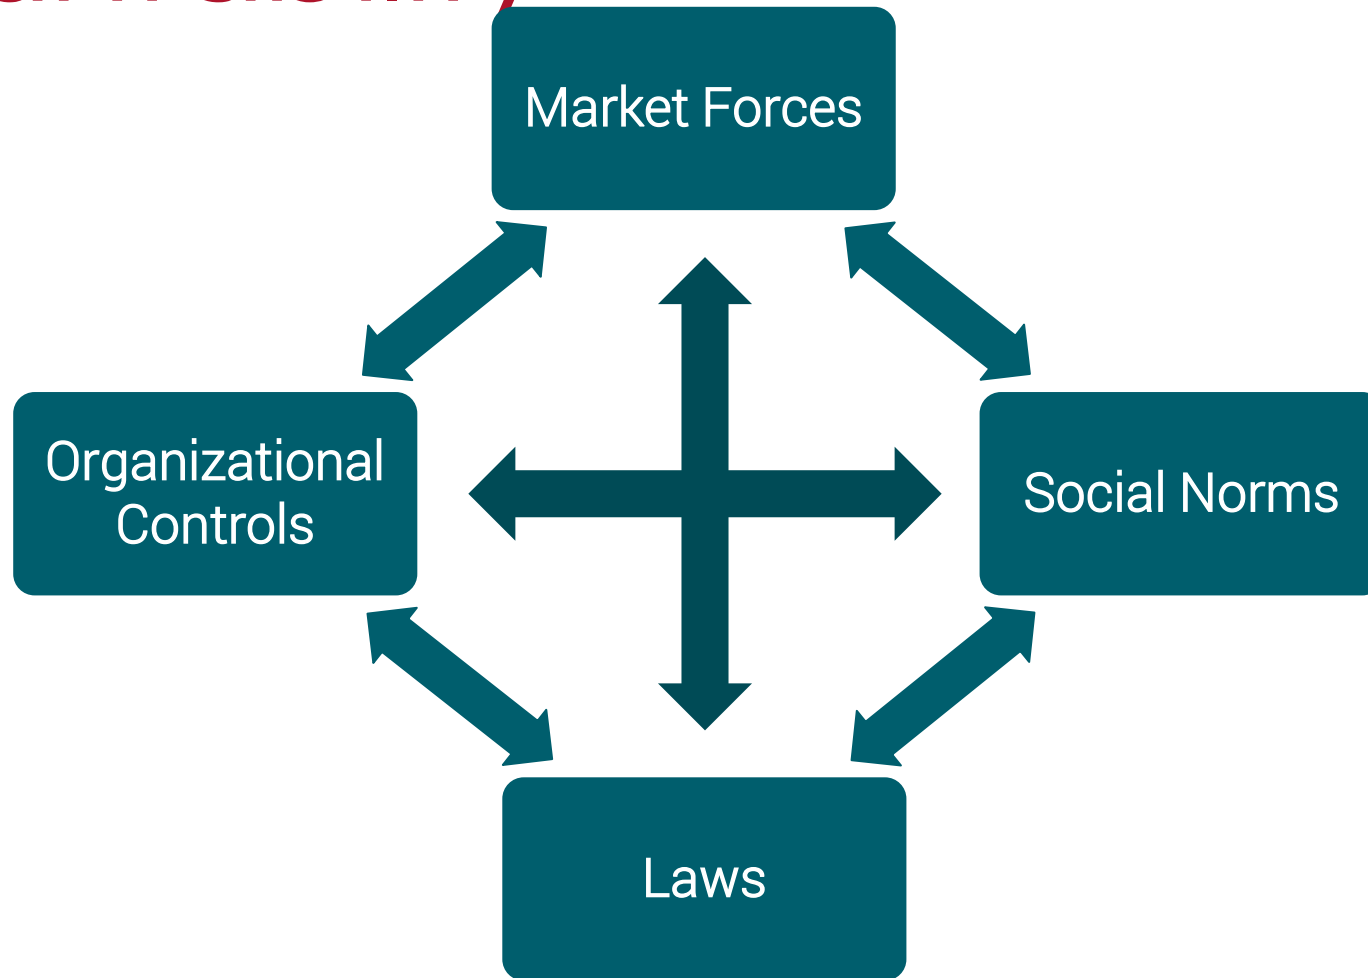 Market Forces
Organizational
Controls
Social Norms
Laws